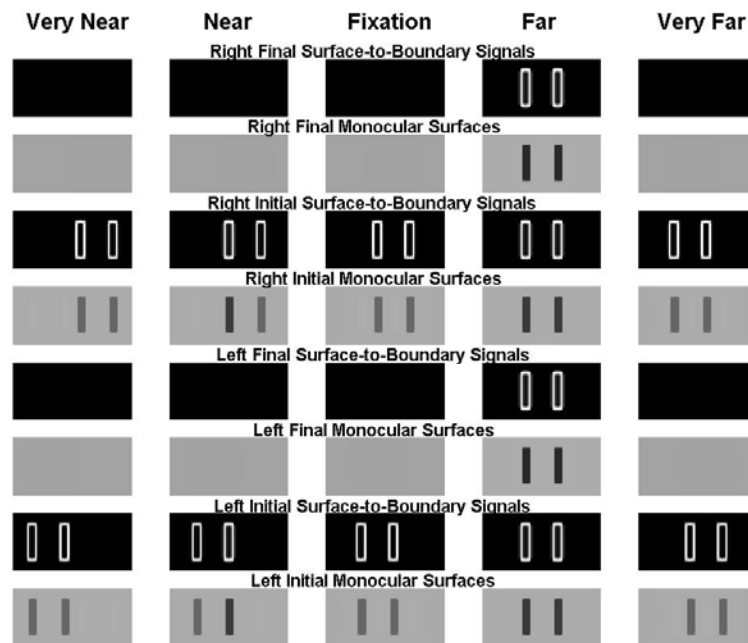 Very Near Near Fixation Far Very Far
Right Final Surface-to-Boundary Signals
Right Final Monocular Surfaces
Right Initial Surface-to-Boundary Signals
Right Initial Monocular Surfaces
Left Final Surface-to-Boundary Signals
Left Final Monocular Surfaces
Left Initial Surface-to-Boundary Signals
Left Initial Monocular Surfaces